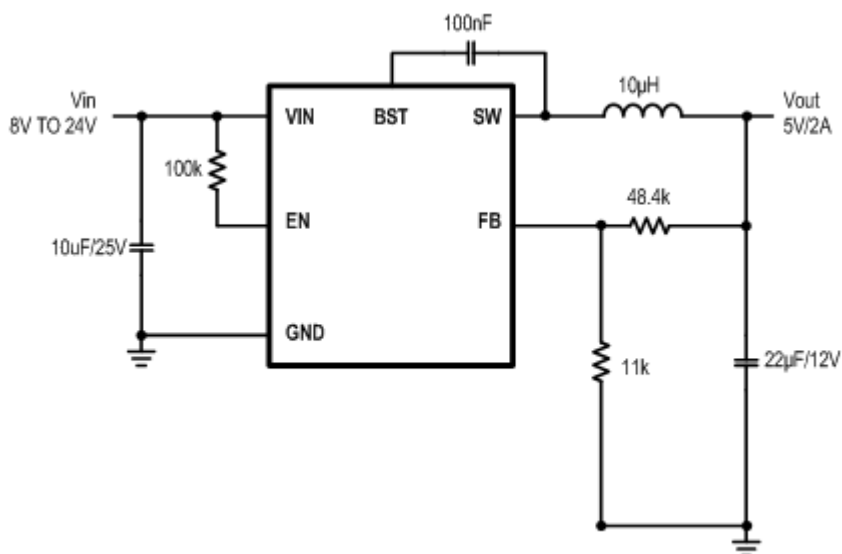 100nF
Vin
8V TO 24V
VIN
BST
SW
10µH
Vout
5V/2A
100k
48.4k
EN
FB
10uF/25V
GND
11k
22µF/12V